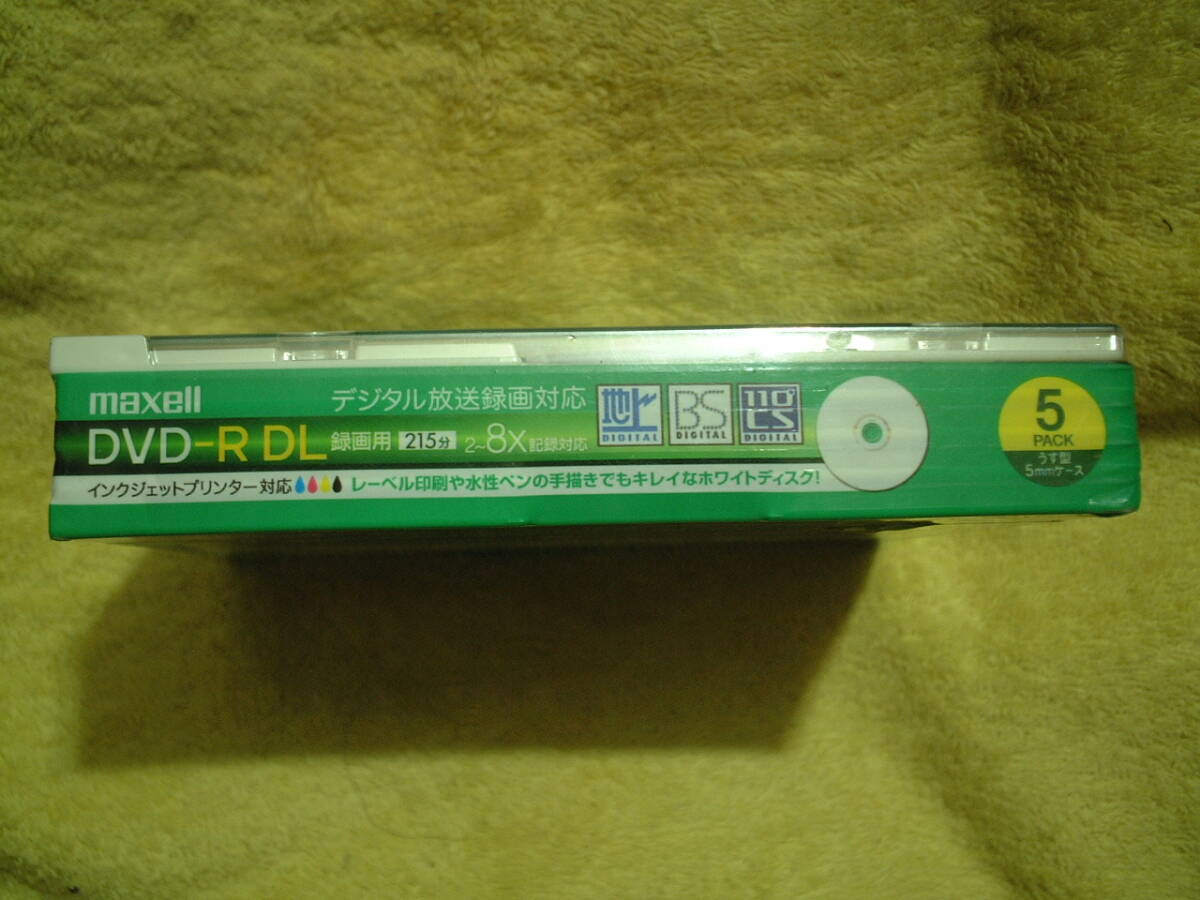 maxell
デジタル放送録画対応
地上 DIGITAL
BS DIGITAL
110° CS DIGITAL
DVD-R DL 録画用 215分 2~8X記録対応
インクジェットプリンター対応 レーベル印刷や水性ペンの手描きでもキレイなホワイトディスク!
5
PACK
うす型
5mmケース